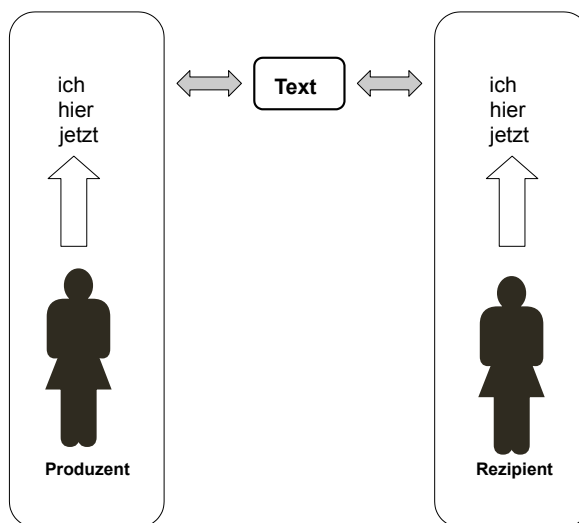 ich
hier
jetzt
Produzent
Text
ich
hier
jetzt
Rezipient